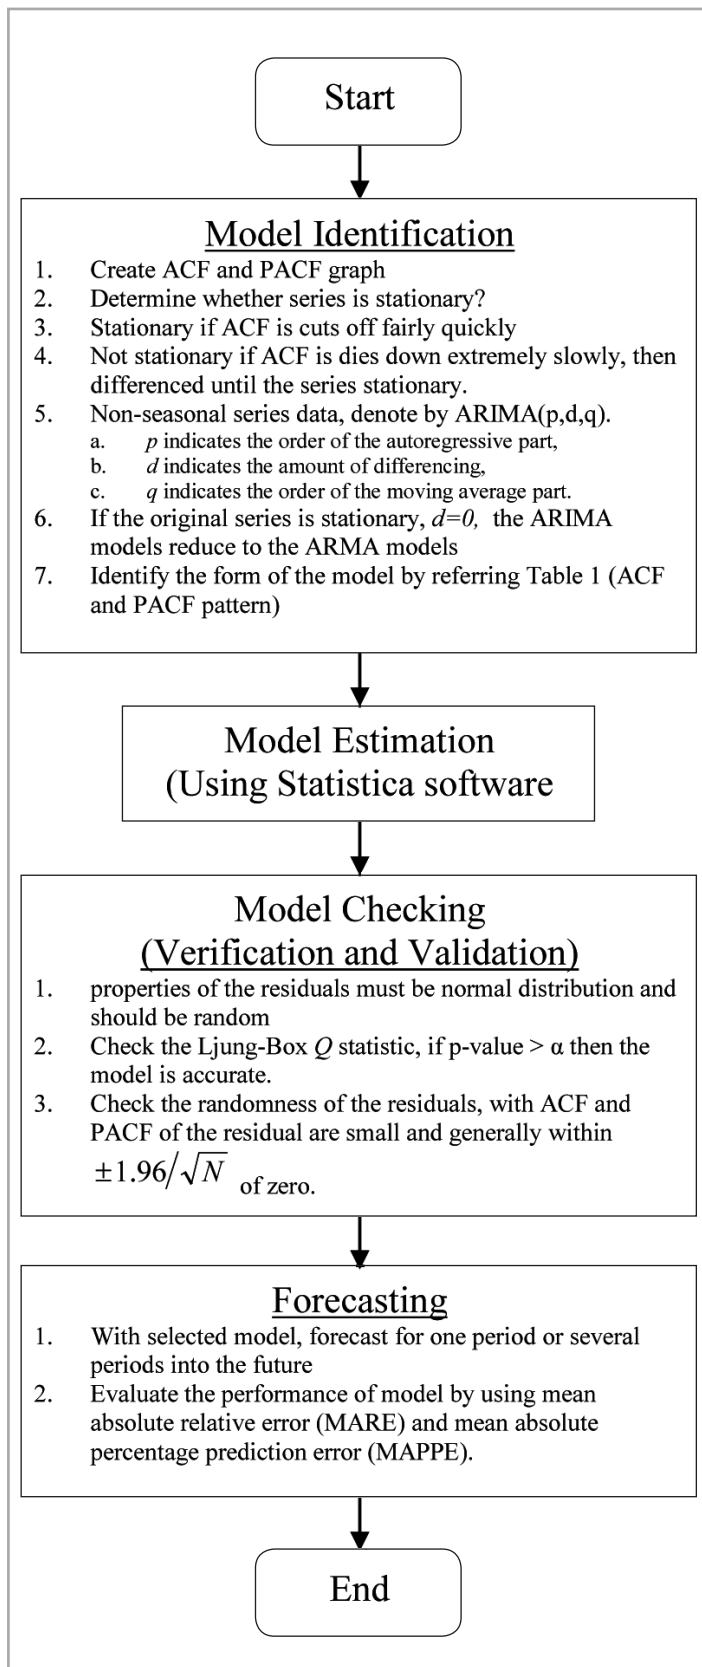 Start
Model Identification
1. Create ACF and PACF graph
2. Determine whether series is stationary?
3. Stationary if ACF is cuts off fairly quickly
4. Not stationary if ACF is dies down extremely slowly, then
differenced until the series stationary.
5. Non-seasonal series data, denote by ARIMA(p,d,q).
a. p indicates the order of the autoregressive part,
b. d indicates the amount of differencing,
c. q indicates the order of the moving average part.
6. If the original series is stationary, d=0, the ARIMA
models reduce to the ARMA models
7. Identify the form of the model by referring Table 1 (ACF
and PACF pattern)
Model Estimation
(Using Statistica software
Model Checking
(Verification and Validation)
1. properties of the residuals must be normal distribution and
should be random
2. Check the Ljung-Box Q statistic, if p-value > α then the
model is accurate.
3. Check the randomness of the residuals, with ACF and
PACF of the residual are small and generally within
±1.96/√N of zero.
Forecasting
1. With selected model, forecast for one period or several
periods into the future
2. Evaluate the performance of model by using mean
absolute relative error (MARE) and mean absolute
percentage prediction error (MAPPE).
End